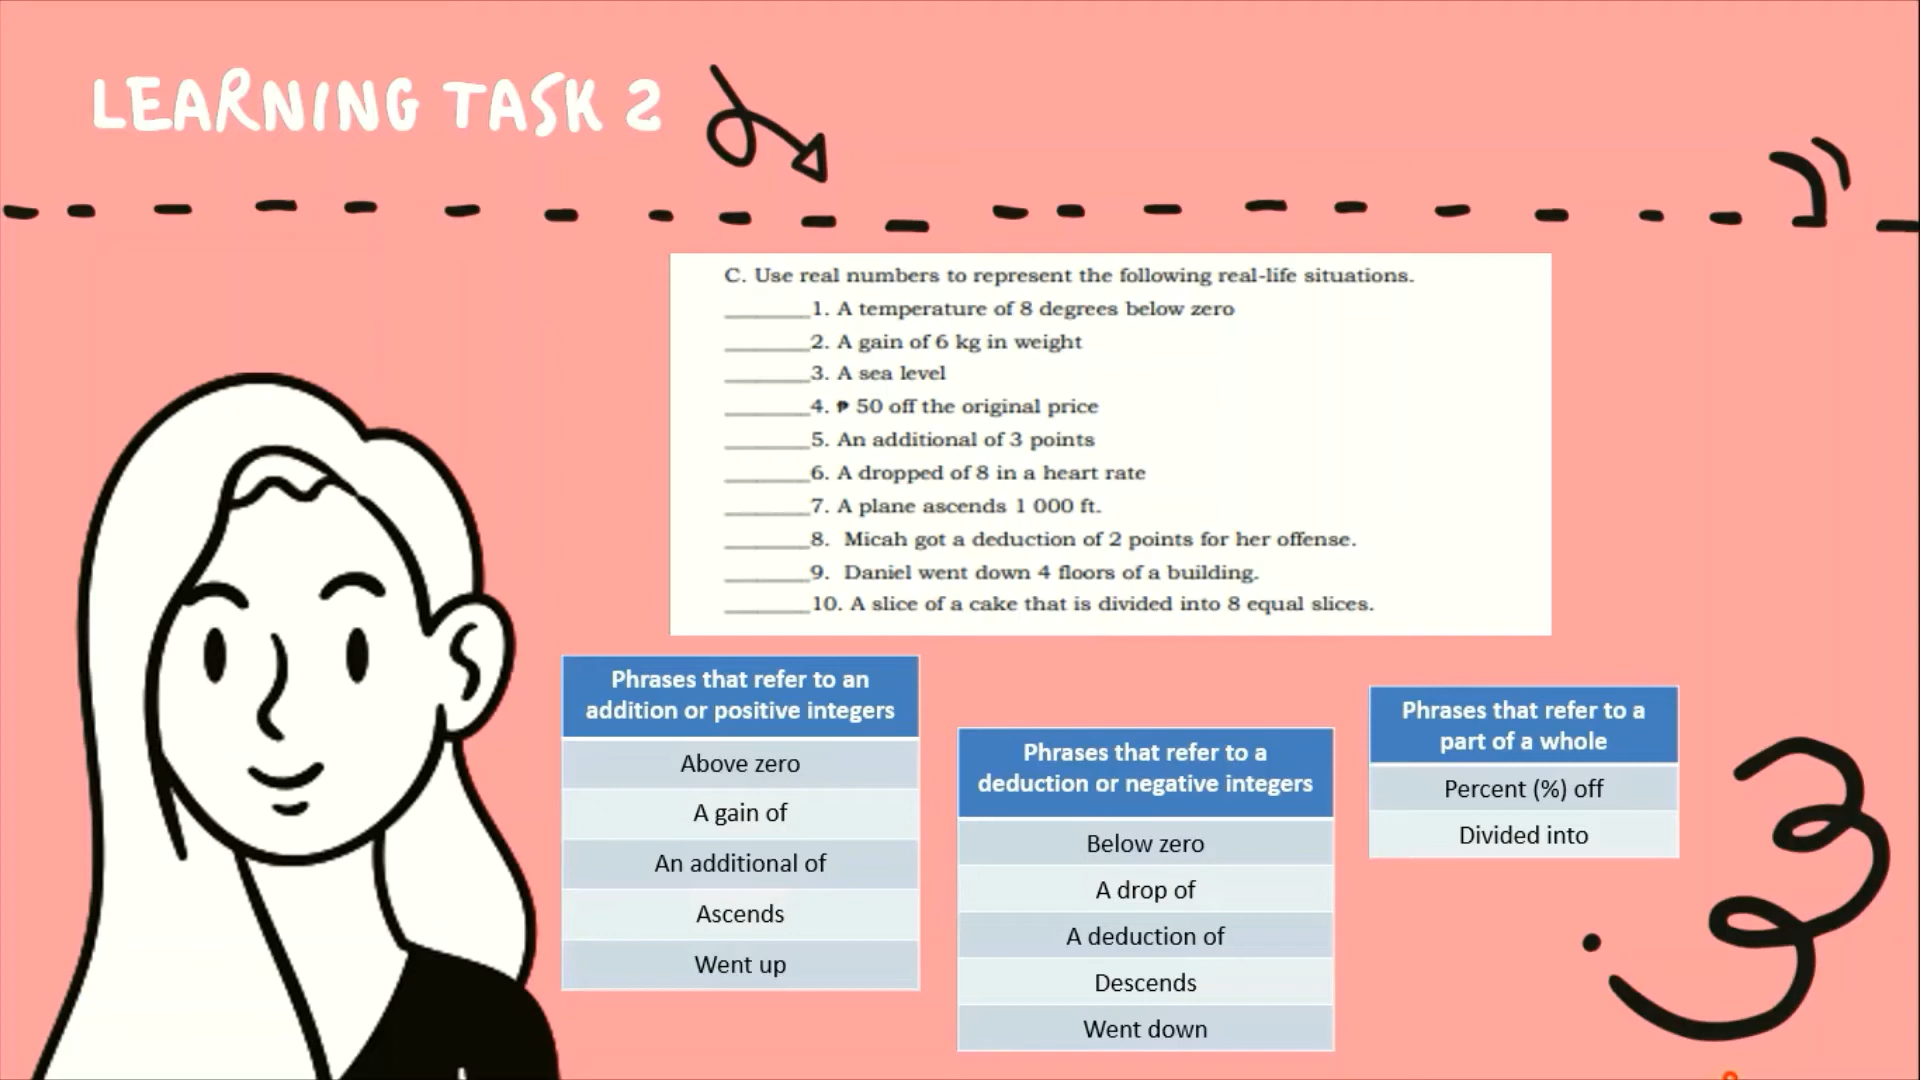 LEARNING TASK 2
C. Use real numbers to represent the following real-life situations.
________1. A temperature of 8 degrees below zero
________2. A gain of 6 kg in weight
________3. A sea level
________4. ₱ 50 off the original price
________5. An additional of 3 points
________6. A dropped of 8 in a heart rate
________7. A plane ascends 1 000 ft.
________8. Micah got a deduction of 2 points for her offense.
________9. Daniel went down 4 floors of a building.
________10. A slice of a cake that is divided into 8 equal slices.
Phrases that refer to an
addition or positive integers
Above zero
A gain of
An additional of
Ascends
Went up
Phrases that refer to a
deduction or negative integers
Below zero
A drop of
A deduction of
Descends
Went down
Phrases that refer to a
part of a whole
Percent (%) off
Divided into